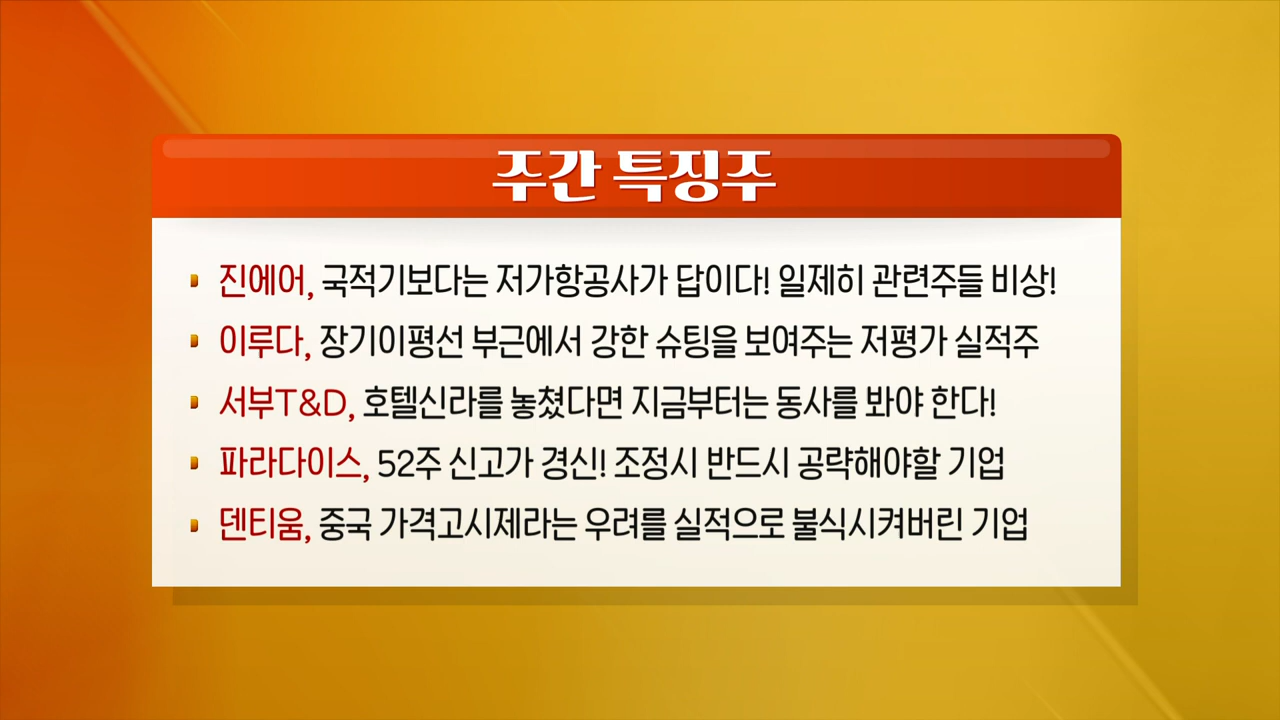 주간 특징주
진에어, 국적기보다는 저가항공사가 답이다! 일제히 관련주들 비상!
이루다, 장기이평선 부근에서 강한 슈팅을 보여주는 저평가 실적주
서부T&D, 호텔신라를 놓쳤다면 지금부터는 동사를 봐야 한다!
파라다이스, 52주 신고가 경신! 조정시 반드시 공략해야할 기업
덴티움, 중국 가격고시제라는 우려를 실적으로 불식시켜버린 기업